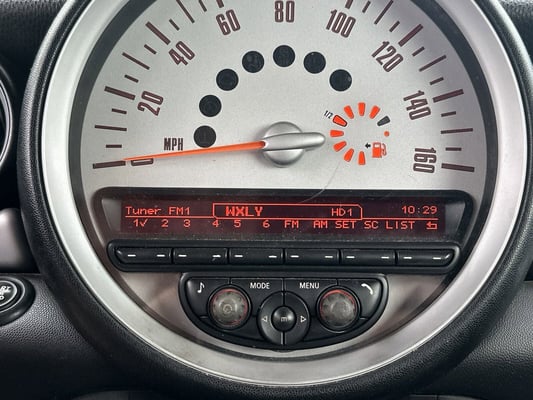 20 40 60 80 100 120 140 160
MPH 0
1/2
Tuner FM1 WXLY HD1 10:29
1✓ 2 3 4 5 6 FM AM SET SC LIST
MODE MENU
m